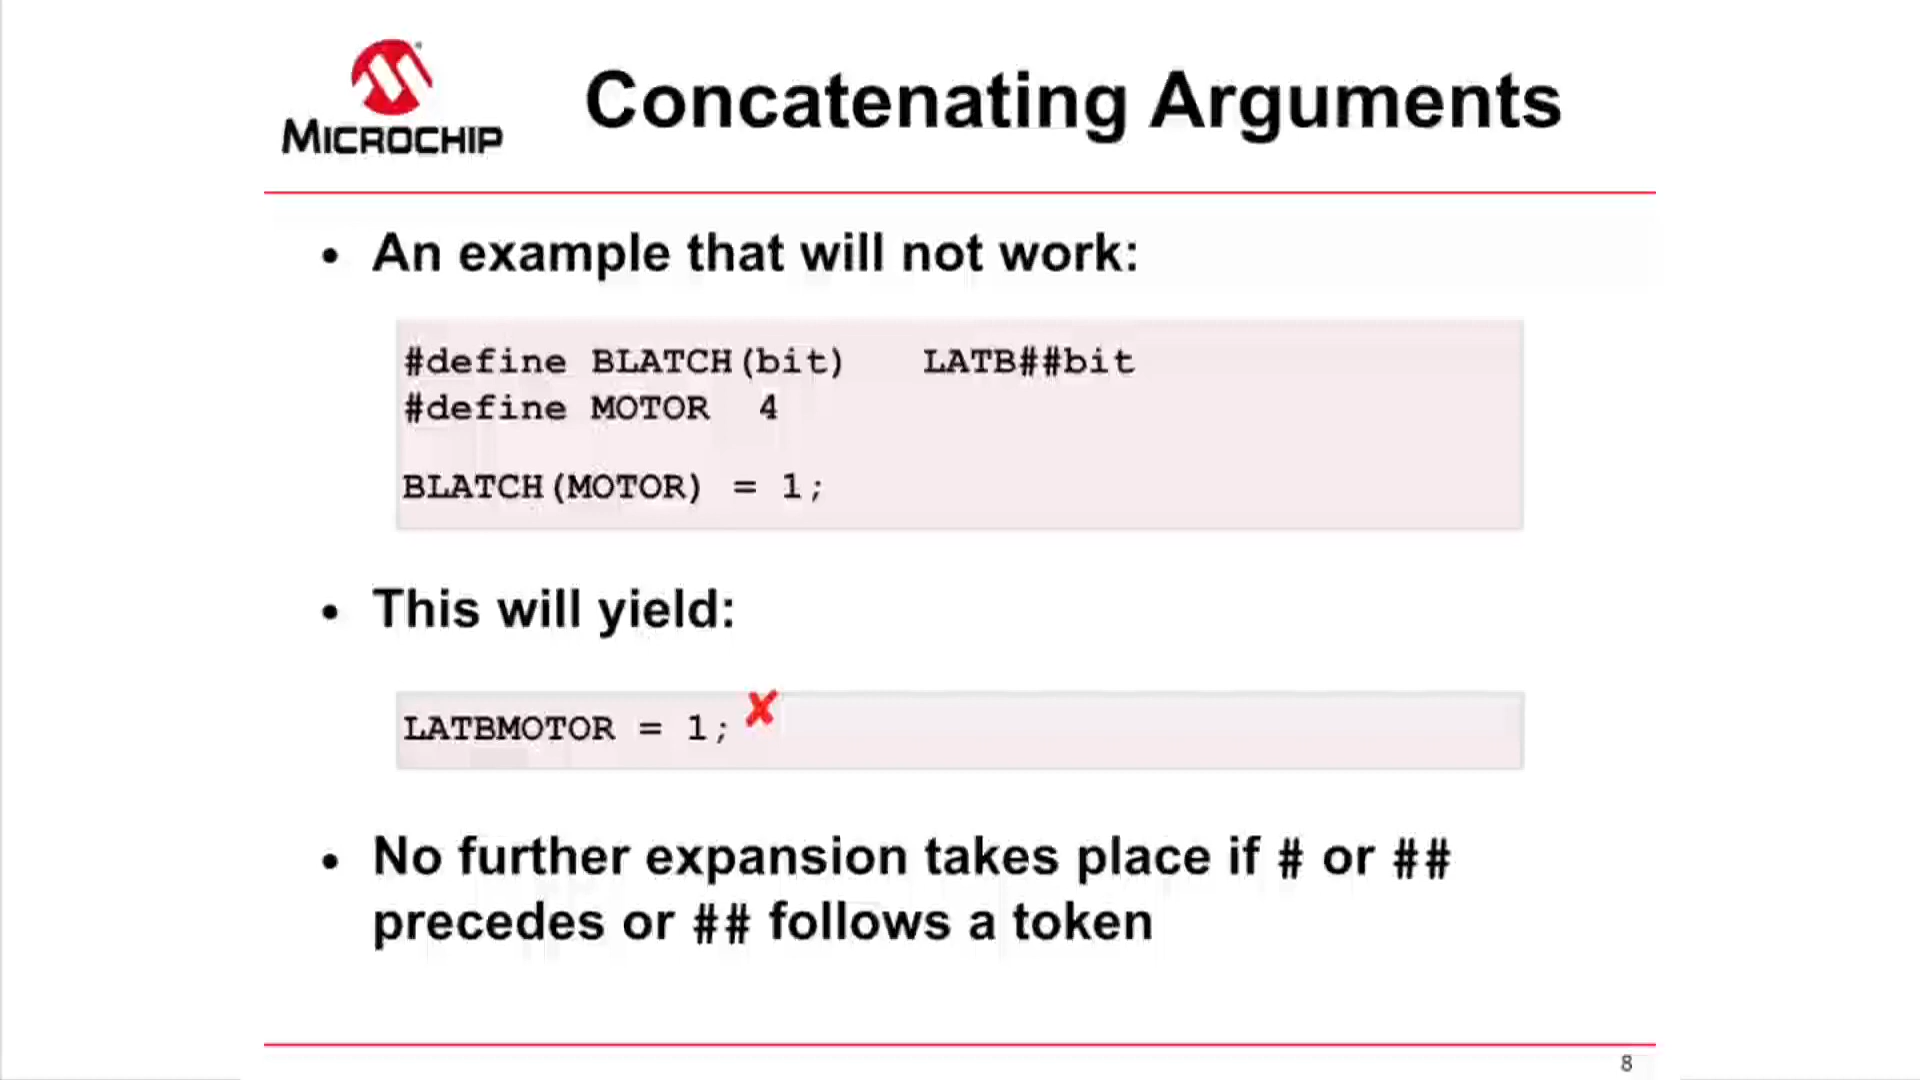 MICROCHIP
Concatenating Arguments
• An example that will not work:
#define BLATCH(bit) LATB##bit
#define MOTOR 4
BLATCH(MOTOR) = 1;
• This will yield:
LATBMOTOR = 1; ✘
• No further expansion takes place if # or ##
precedes or ## follows a token
8